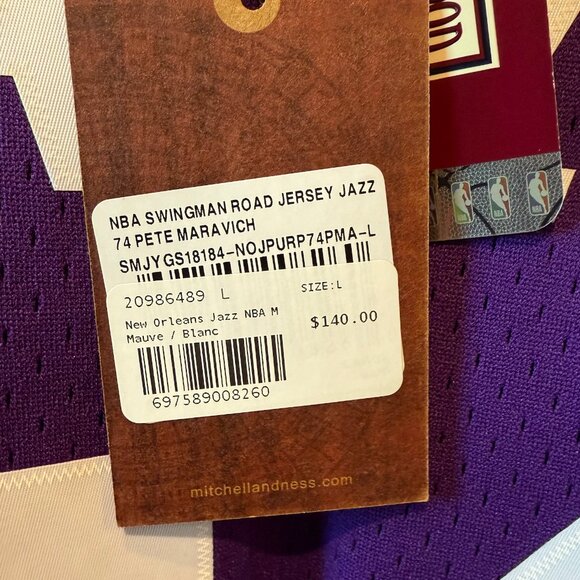 NBA SWINGMAN ROAD JERSEY JAZZ
74 PETE MARAVICH
SMJYGS18184-NOJPURP74PMA-L
20986489 L
SIZE:L
New Orleans Jazz NBA M
Mauve / Blanc
$140.00
697589008260
mitchellandness.com